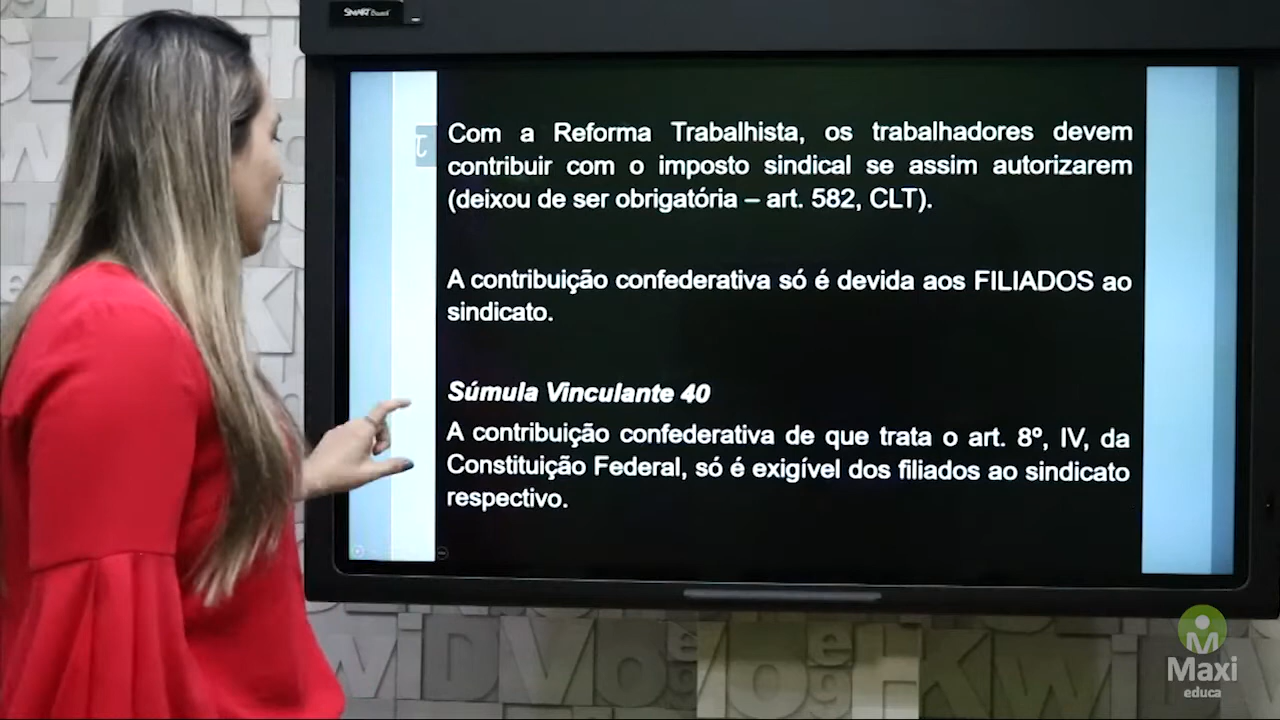 SMART Board
Com a Reforma Trabalhista, os trabalhadores devem
contribuir com o imposto sindical se assim autorizarem
(deixou de ser obrigatória – art. 582, CLT).
A contribuição confederativa só é devida aos FILIADOS ao
sindicato.
Súmula Vinculante 40
A contribuição confederativa de que trata o art. 8º, IV, da
Constituição Federal, só é exigível dos filiados ao sindicato
respectivo.
Maxi
educa